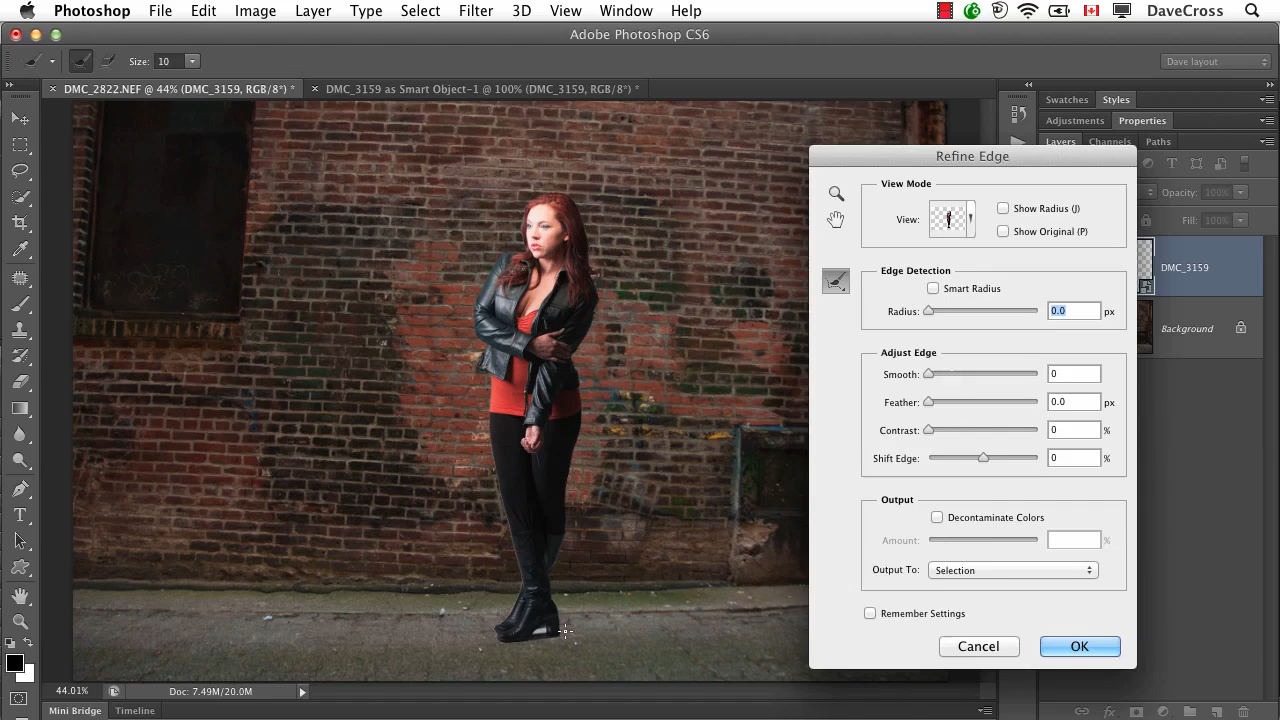 Photoshop File Edit Image Layer Type Select Filter 3D View Window Help DaveCross
Adobe Photoshop CS6
Size: 10 Dave layout
× DMC_2822.NEF @ 44% (DMC_3159, RGB/8*) * × DMC_3159 as Smart Object-1 @ 100% (DMC_3159, RGB/8*) *
Swatches Styles
Adjustments Properties
Layers Channels Paths
Opacity: 100%
Fill: 100%
DMC_3159
Background
Refine Edge
View Mode
View:
Show Radius (J)
Show Original (P)
Edge Detection
Smart Radius
Radius: 0.0 px
Adjust Edge
Smooth: 0
Feather: 0.0 px
Contrast: 0 %
Shift Edge: 0 %
Output
Decontaminate Colors
Amount: %
Output To: Selection
Remember Settings
Cancel OK
44.01% Doc: 7.49M/20.0M
Mini Bridge Timeline